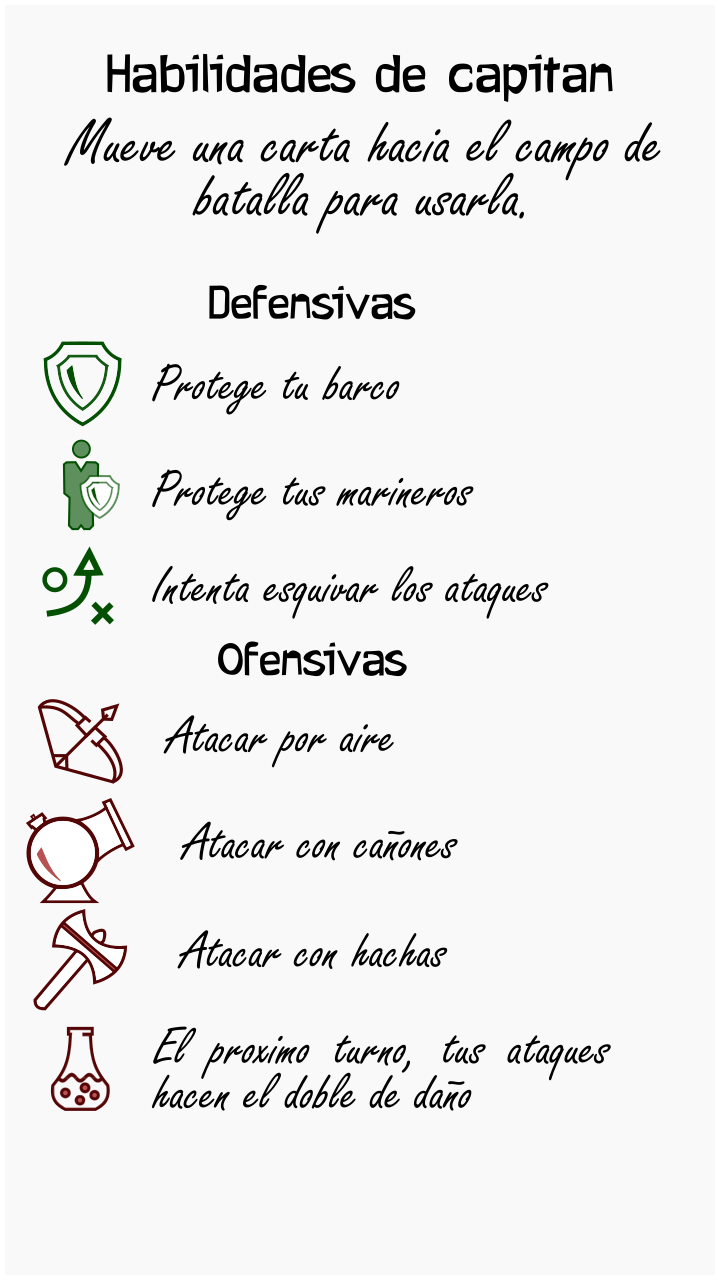 Habilidades de capitan
Mueve una carta hacia el campo de
batalla para usarla.
Defensivas
Protege tu barco
Protege tus marineros
Intenta esquivar los ataques
Ofensivas
Atacar por aire
Atacar con cañones
Atacar con hachas
El proximo turno, tus ataques
hacen el doble de daño